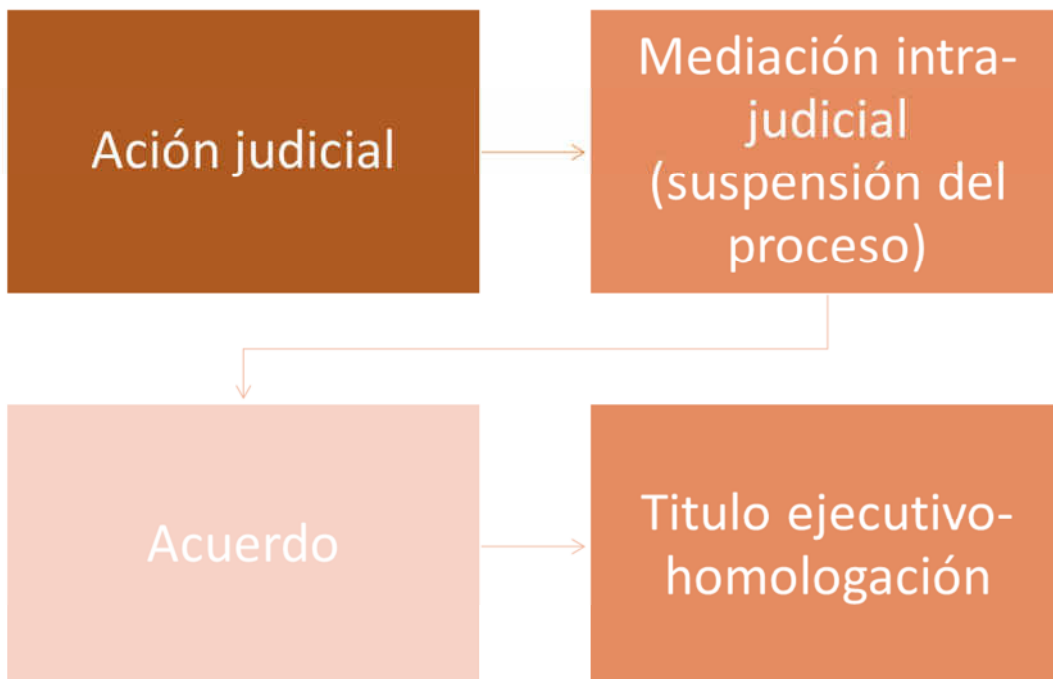 Ación judicial
Mediación intra-
judicial
(suspensión del
proceso)
Acuerdo
Titulo ejecutivo-
homologación